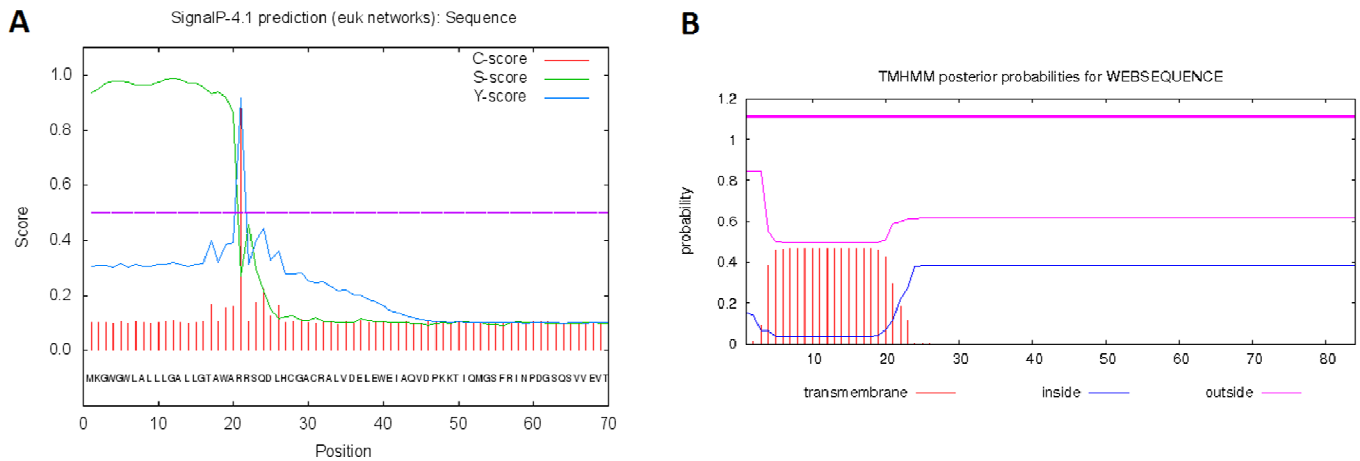 A
SignalP-4.1 prediction (euk networks): Sequence
C-score
S-score
Y-score
Score
1.0
0.8
0.6
0.4
0.2
0.0
MKGWGWLALLLGALLGTAWARRSQDLHCGACRALVDELEWEIAQVDPKKTIQMGSFRINPDGSQSVVEVT
0 10 20 30 40 50 60 70
Position
B
TMHMM posterior probabilities for WEBSEQUENCE
probability
1.2
1
0.8
0.6
0.4
0.2
0
10 20 30 40 50 60 70 80
transmembrane inside outside